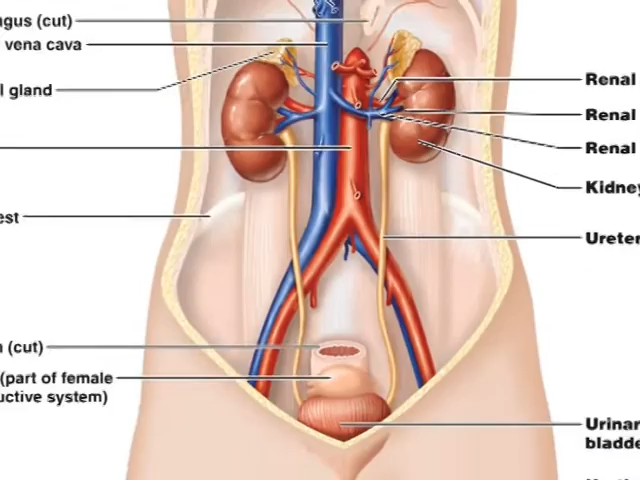 gus (cut)
vena cava
l gland
est
(cut)
(part of female
uctive system)
Renal
Renal
Renal
Kidney
Ureter
Urinar
bladde